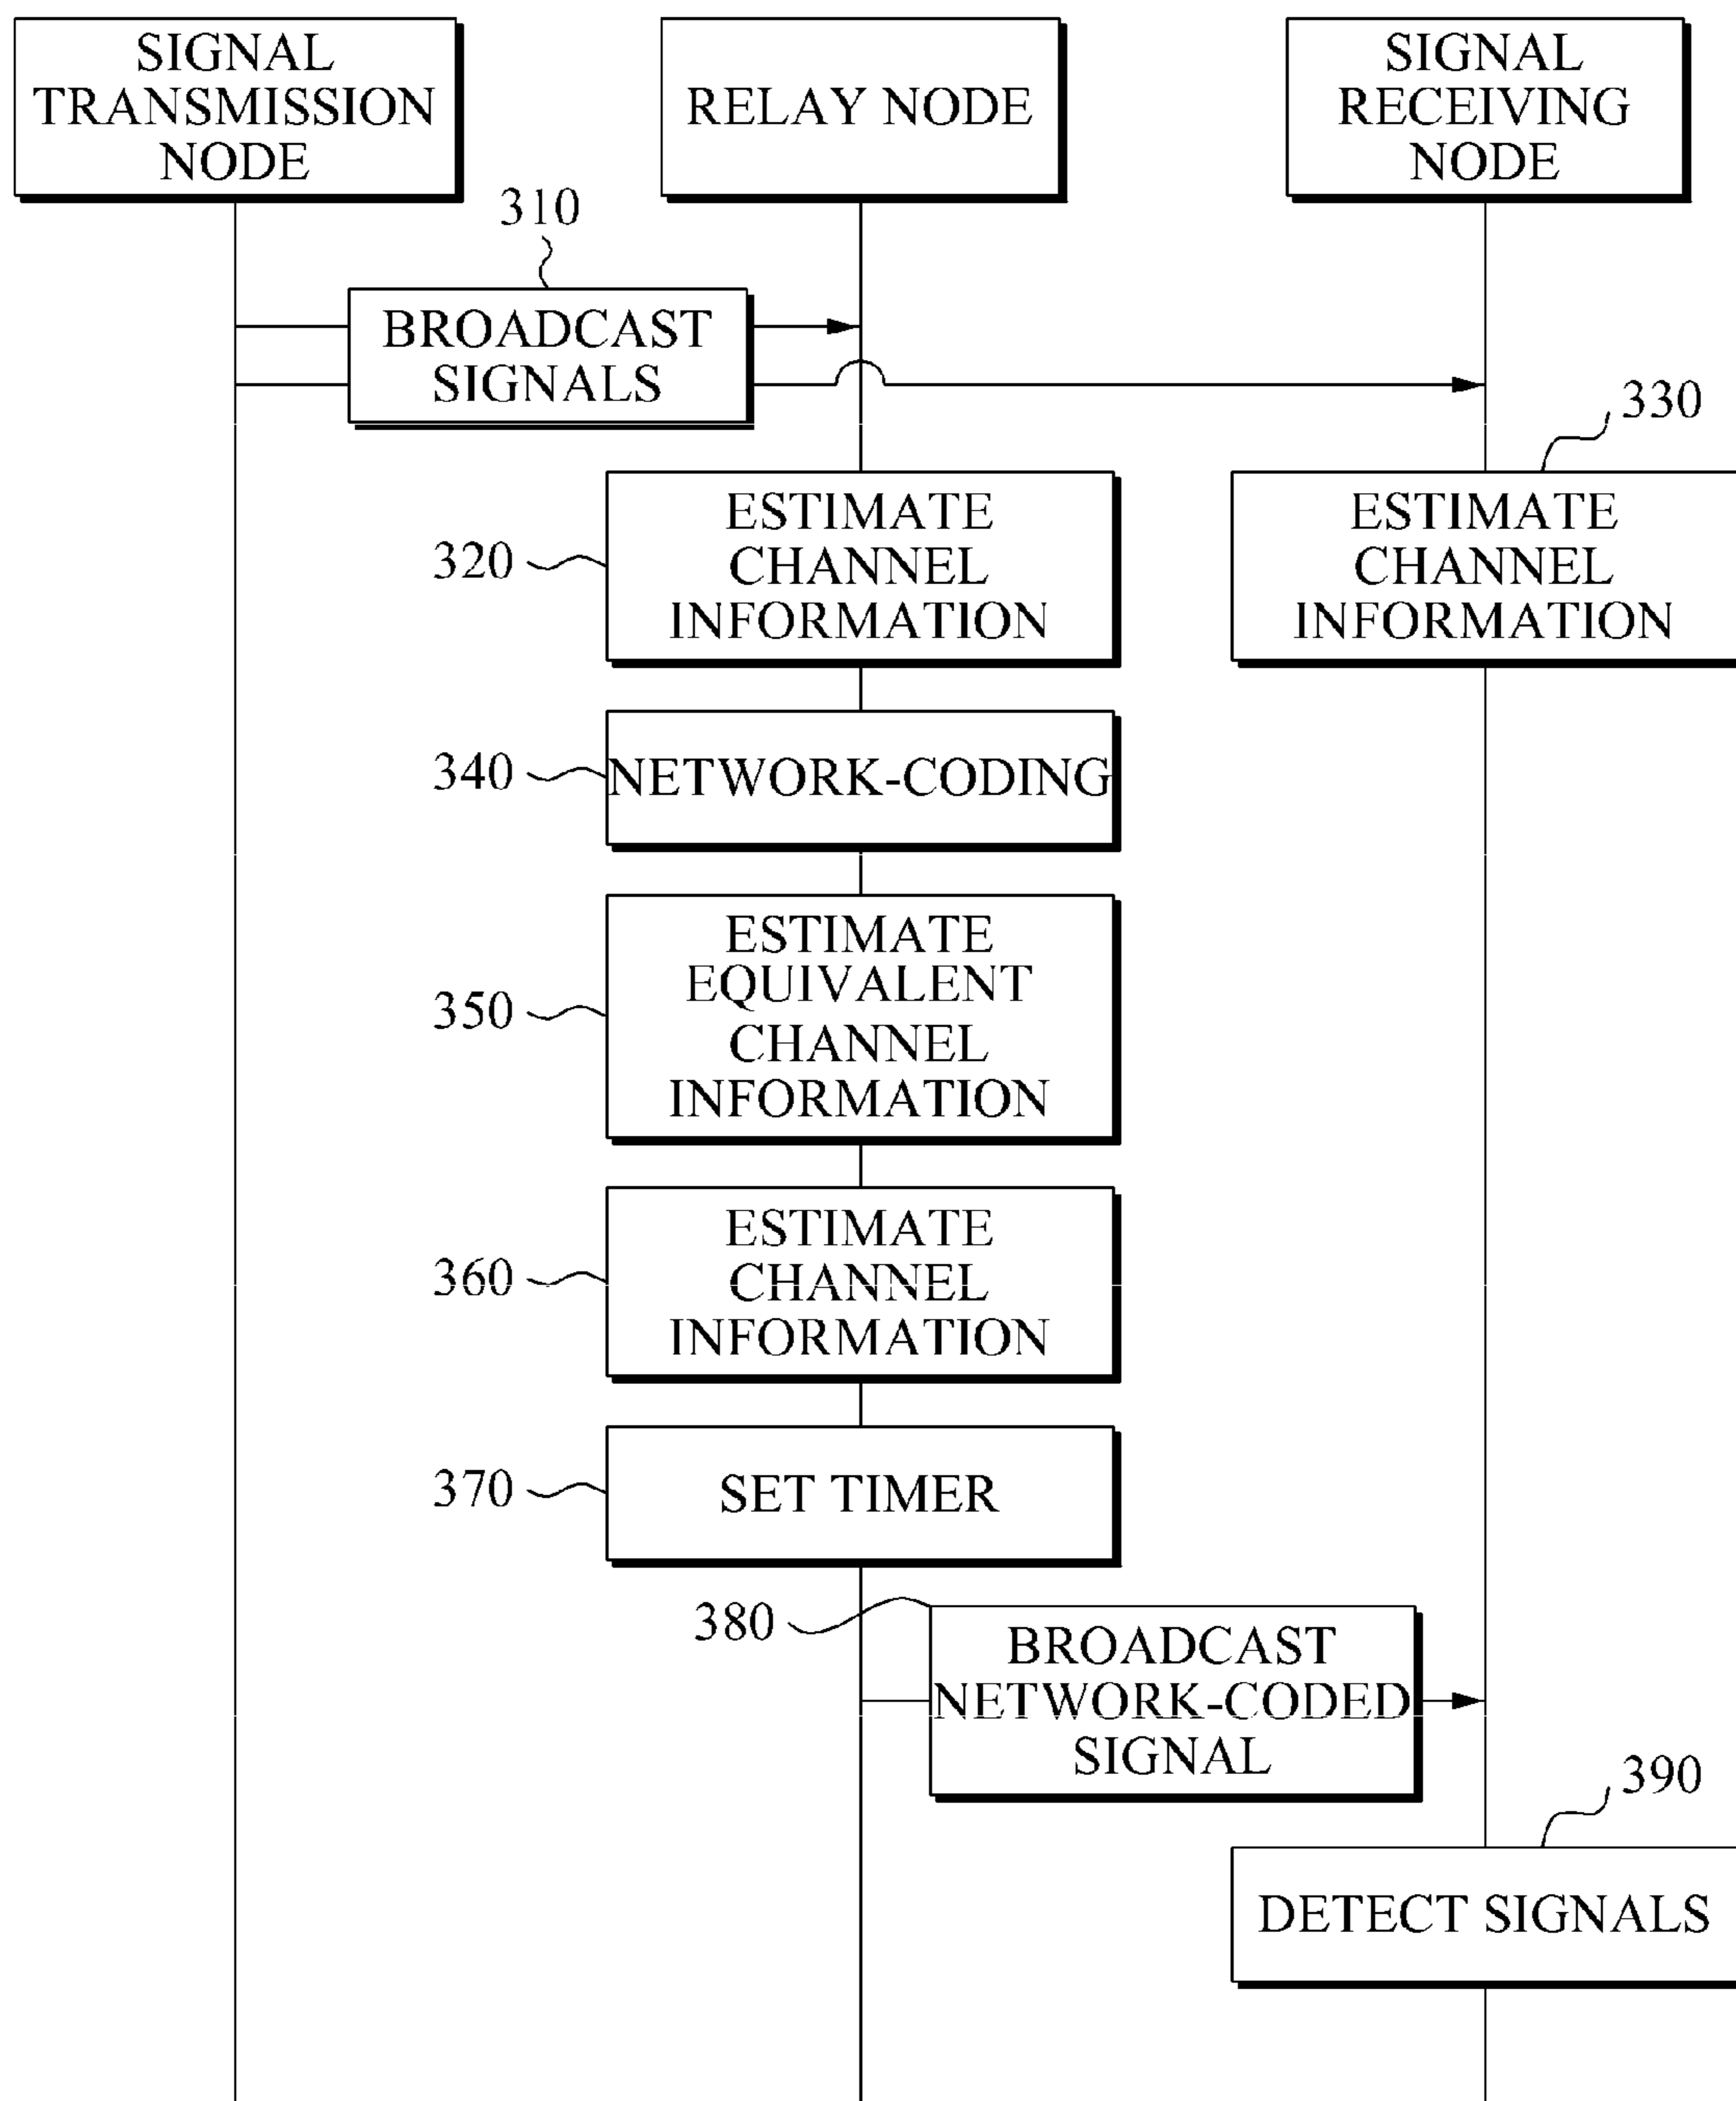 SIGNAL
TRANSMISSION
NODE
RELAY NODE
SIGNAL
RECEIVING
NODE
310
BROADCAST
SIGNALS
330
320
ESTIMATE
CHANNEL
INFORMATION
ESTIMATE
CHANNEL
INFORMATION
340
NETWORK-CODING
350
ESTIMATE
EQUIVALENT
CHANNEL
INFORMATION
360
ESTIMATE
CHANNEL
INFORMATION
370
SET TIMER
380
BROADCAST
NETWORK-CODED
SIGNAL
390
DETECT SIGNALS